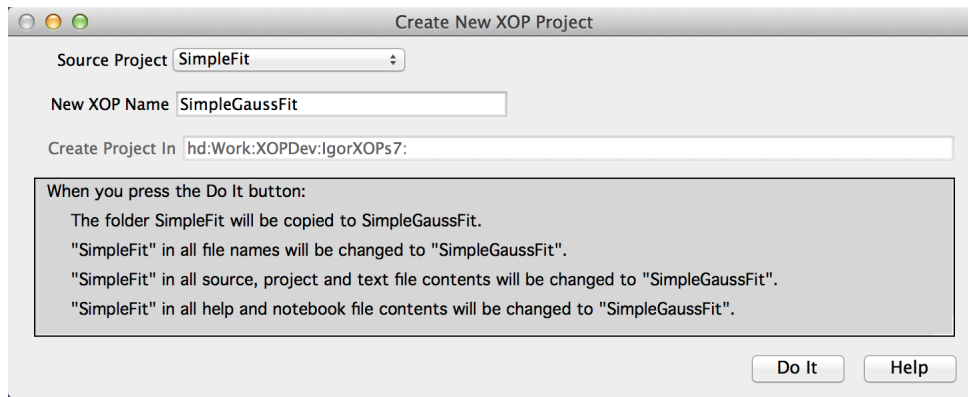 Create New XOP Project
Source Project SimpleFit
New XOP Name SimpleGaussFit
Create Project In hd:Work:XOPDev:IgorXOPs7:
When you press the Do It button:
The folder SimpleFit will be copied to SimpleGaussFit.
"SimpleFit" in all file names will be changed to "SimpleGaussFit".
"SimpleFit" in all source, project and text file contents will be changed to "SimpleGaussFit".
"SimpleFit" in all help and notebook file contents will be changed to "SimpleGaussFit".
Do It Help